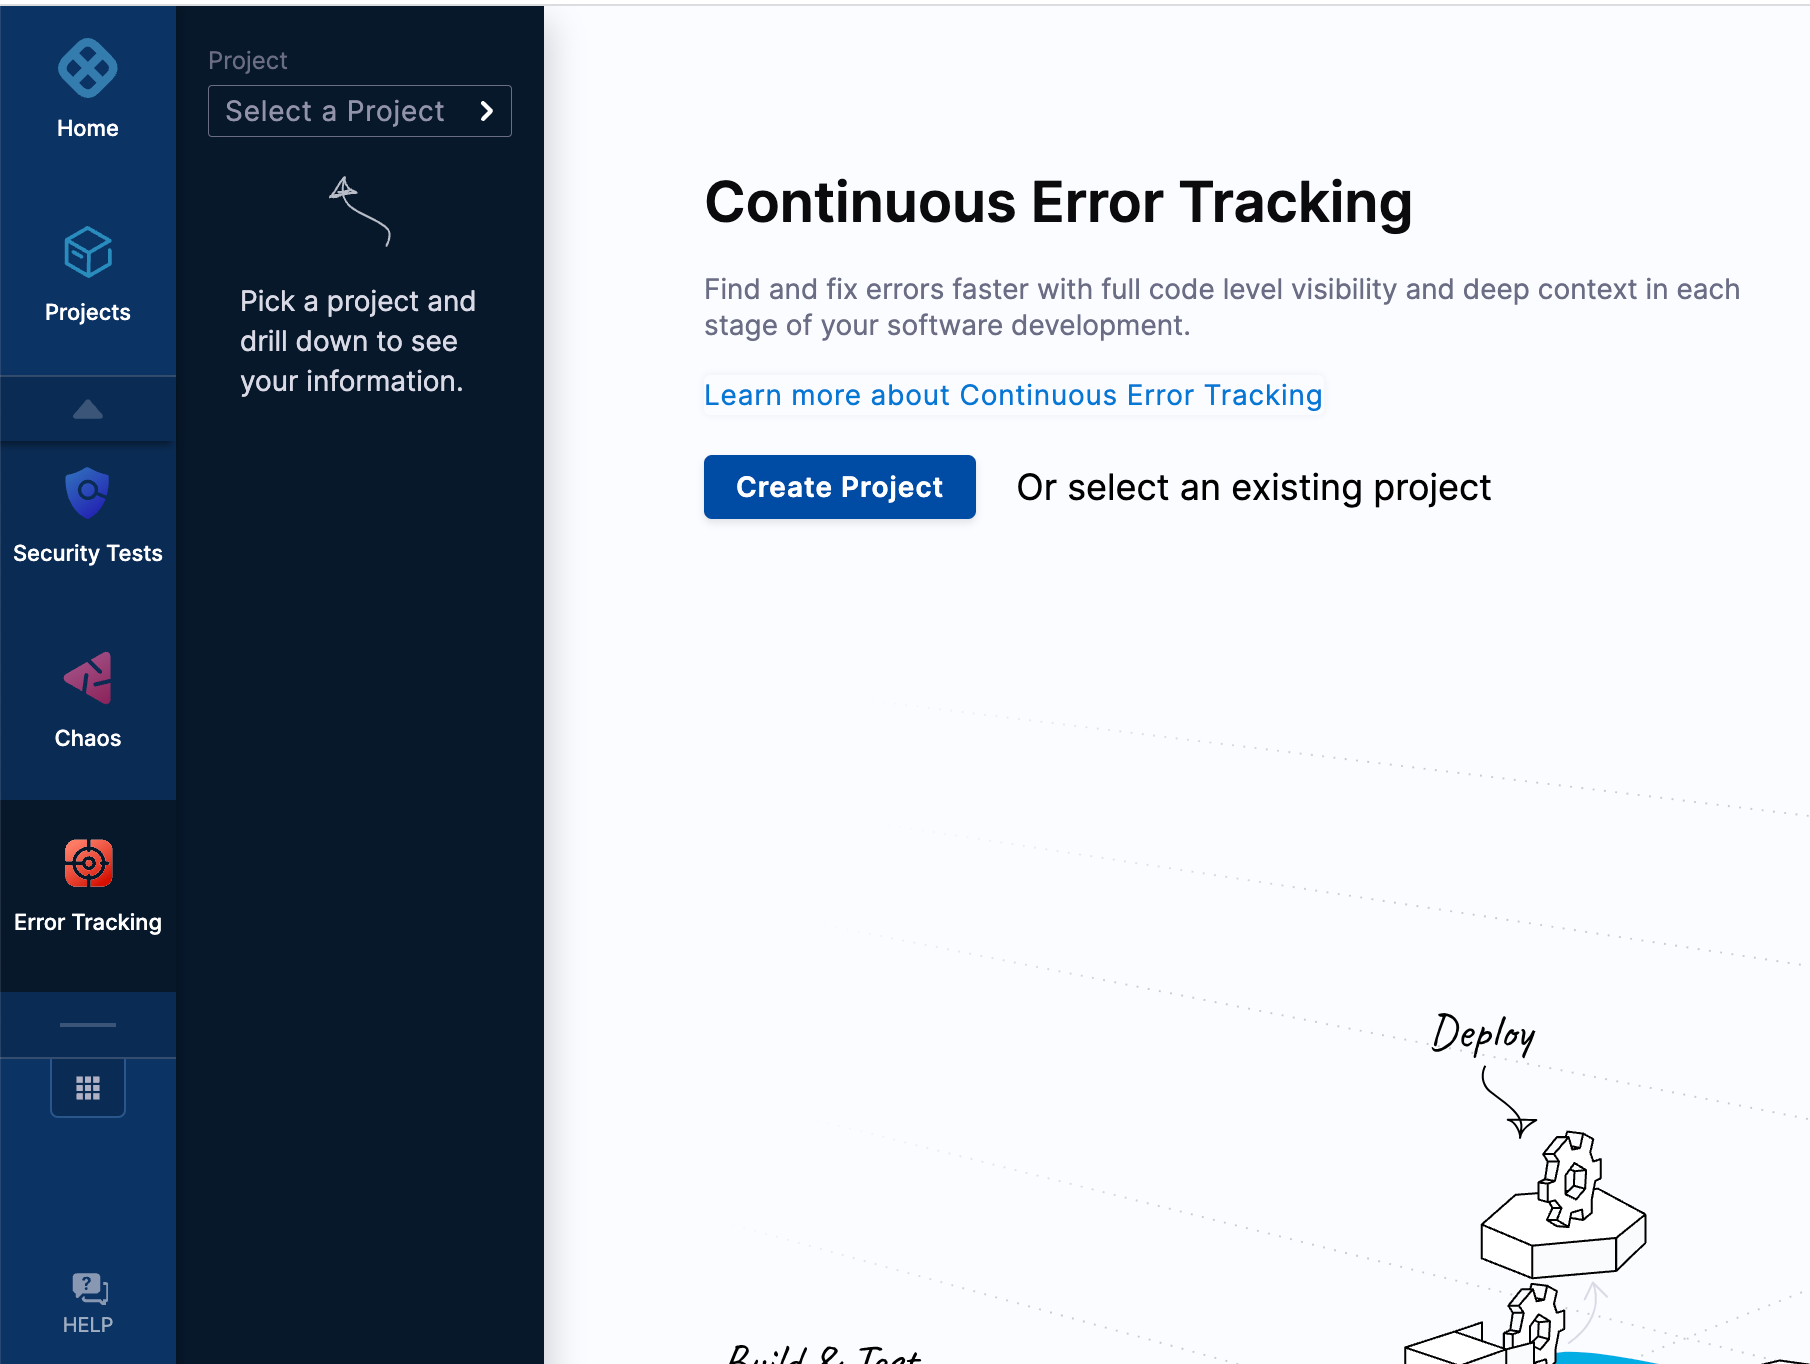 Home
Projects
Security Tests
Chaos
Error Tracking
HELP
Project
Select a Project
Pick a project and
drill down to see
your information.
Continuous Error Tracking
Find and fix errors faster with full code level visibility and deep context in each
stage of your software development.
Learn more about Continuous Error Tracking
Create Project
Or select an existing project
Deploy
Build & Test